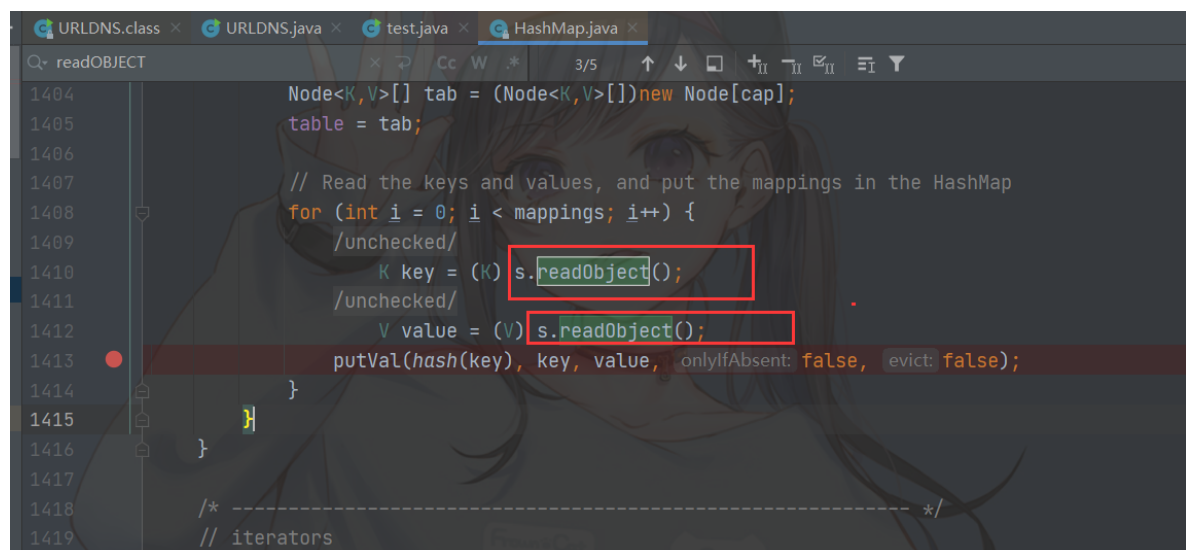 URLDNS.class × URLDNS.java × test.java × HashMap.java ×
readOBJECT × Cc W .* 3/5
1404 Node<K,V>[] tab = (Node<K,V>[])new Node[cap];
1405 table = tab;
1406
1407 // Read the keys and values, and put the mappings in the HashMap
1408 for (int i = 0; i < mappings; i++) {
1409 /unchecked/
1410 K key = (K) s.readObject();
1411 /unchecked/
1412 V value = (V) s.readObject();
1413 putVal(hash(key), key, value, onlyIfAbsent: false, evict: false);
1414 }
1415 }
1416 }
1417
1418 /* ------------------------------------------------------------ */
1419 // iterators